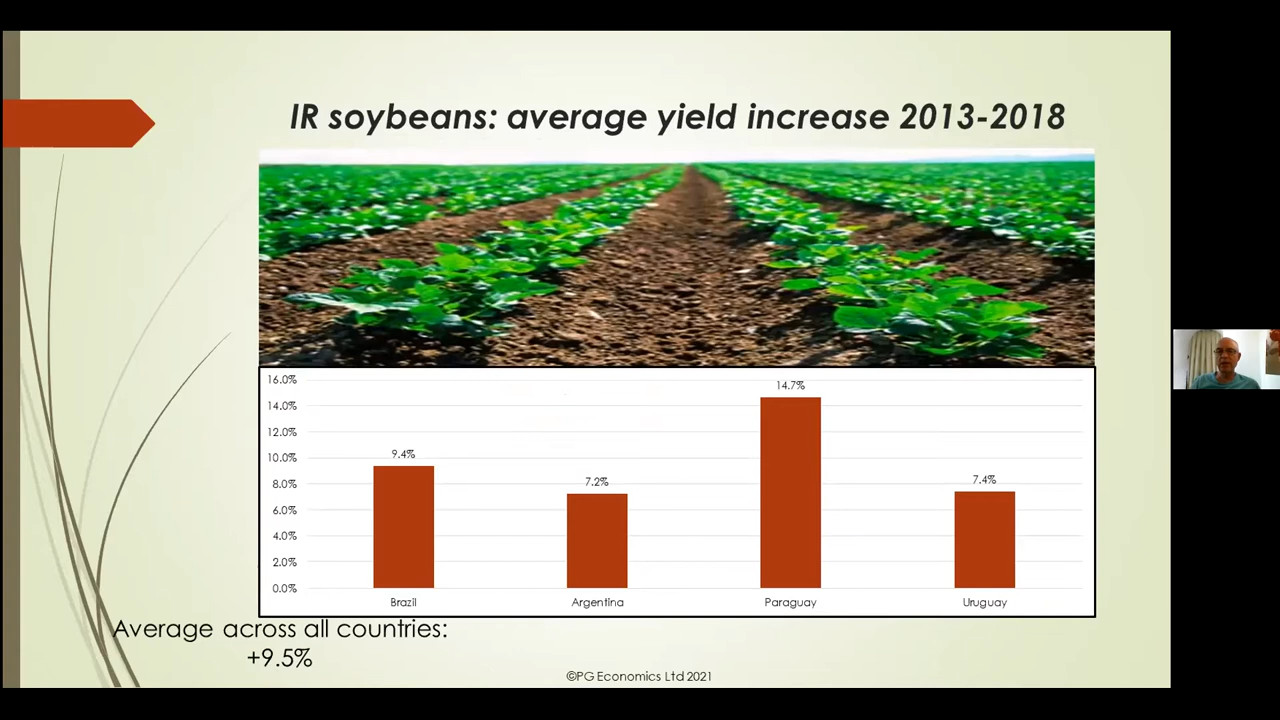 IR soybeans: average yield increase 2013-2018
16.0%
14.0%
12.0%
10.0%
8.0%
6.0%
4.0%
2.0%
0.0%
9.4%
7.2%
14.7%
7.4%
Brazil
Argentina
Paraguay
Uruguay
Average across all countries:
+9.5%
©PG Economics Ltd 2021